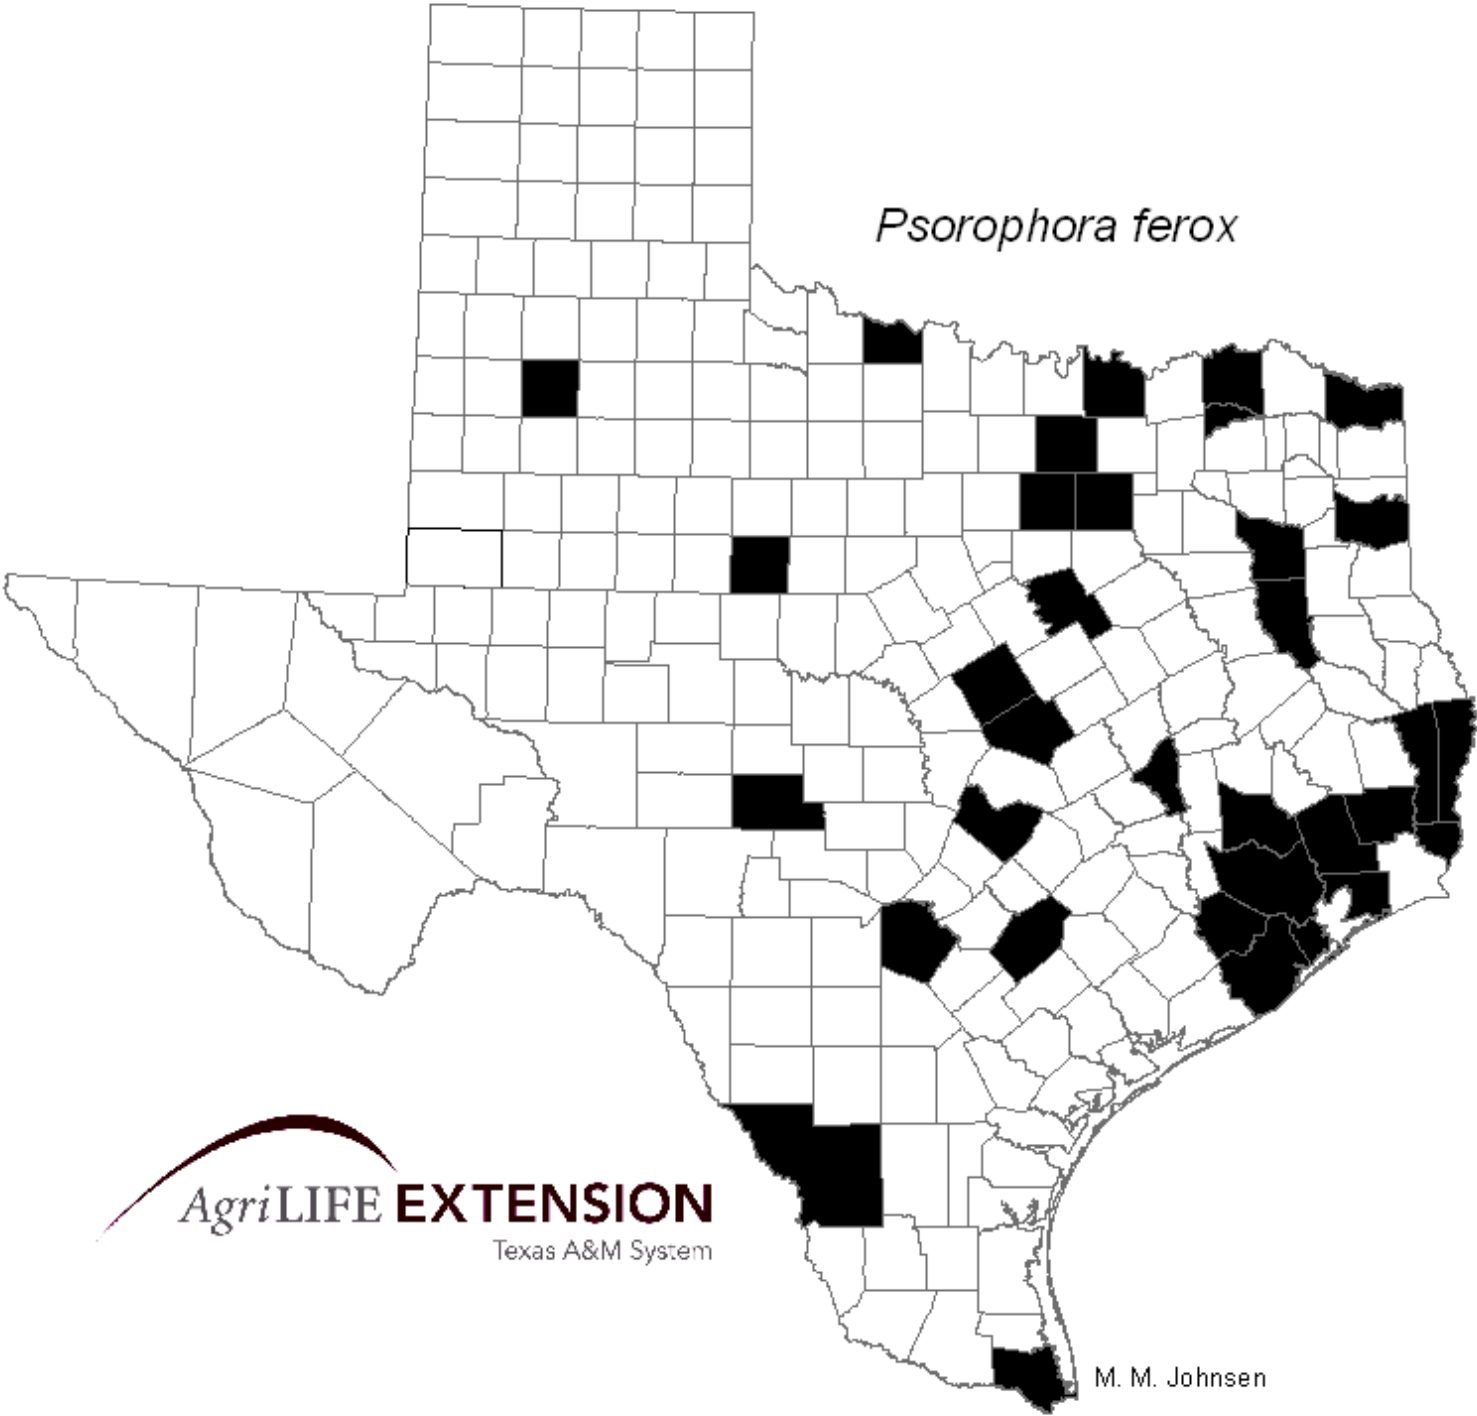 Psorophora ferox
AgriLIFE EXTENSION
Texas A&M System
M. M. Johnsen